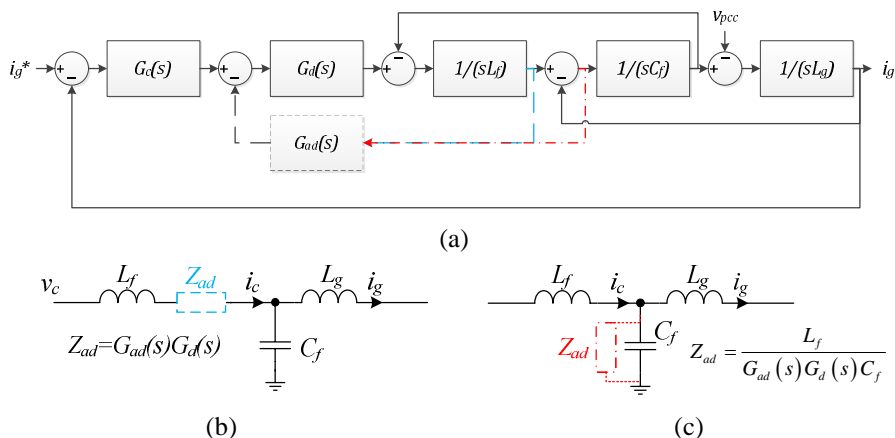 v_pcc
i_g* + - G_c(s) + - G_d(s) + - 1/(sL_f) + - 1/(sC_f) + - 1/(sL_g) i_g
G_ad(s)
(a)
v_c L_f Z_ad i_c L_g i_g
Z_ad=G_ad(s)G_d(s) C_f
(b)
L_f i_c L_g i_g
Z_ad C_f Z_ad = L_f / (G_ad(s)G_d(s)C_f)
(c)